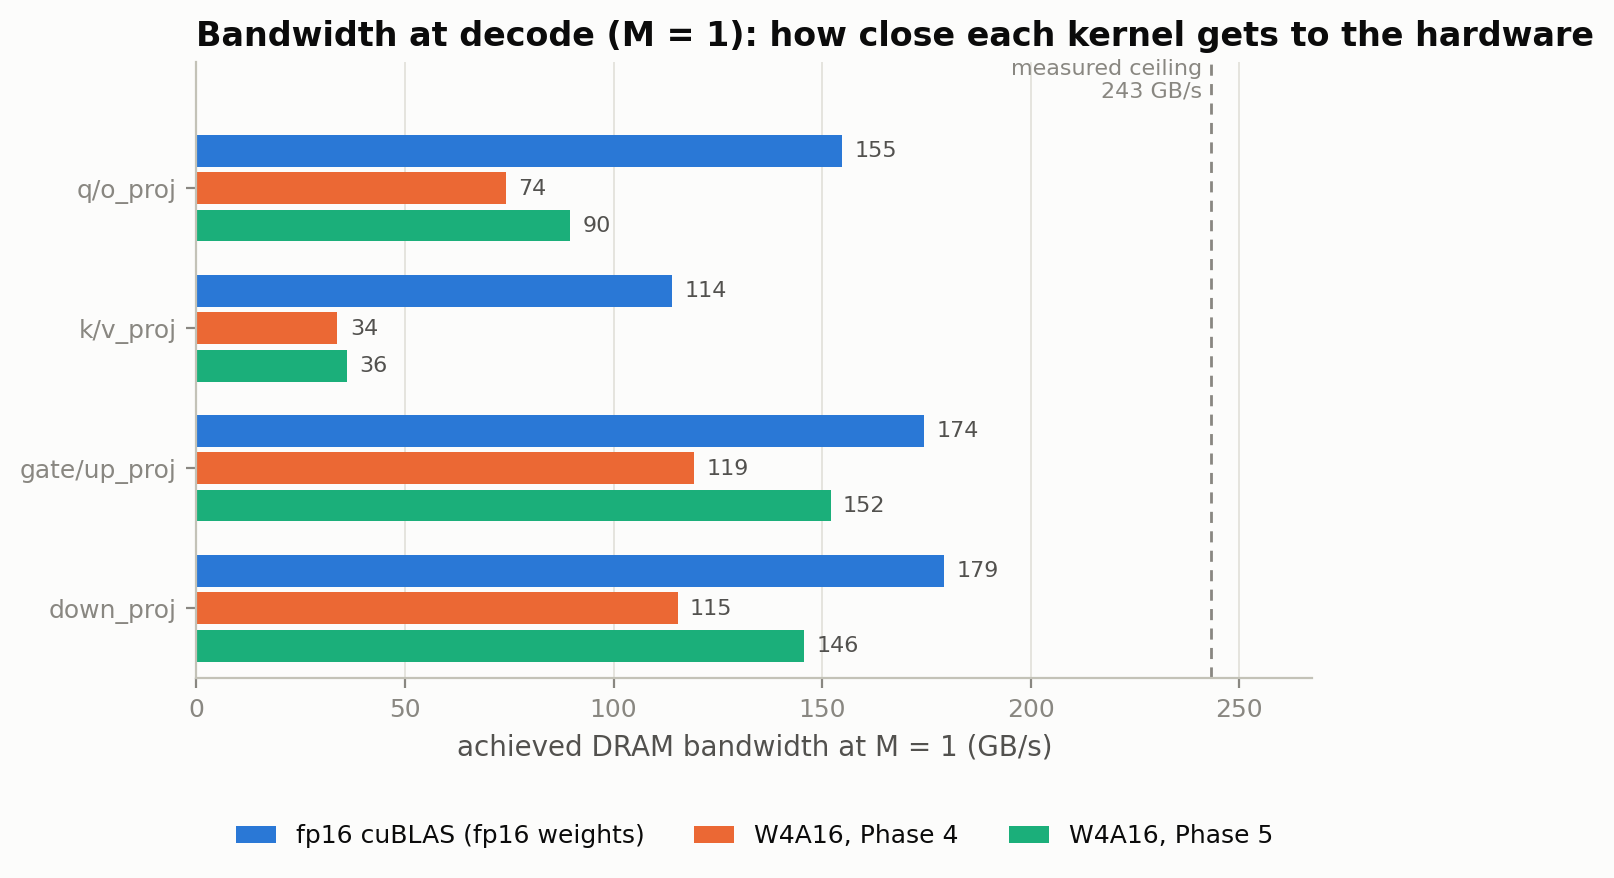 Bandwidth at decode (M = 1): how close each kernel gets to the hardware
measured ceiling
243 GB/s
q/o_proj
155
74
90
k/v_proj
114
34
36
gate/up_proj
174
119
152
down_proj
179
115
146
0 50 100 150 200 250
achieved DRAM bandwidth at M = 1 (GB/s)
fp16 cuBLAS (fp16 weights) W4A16, Phase 4 W4A16, Phase 5